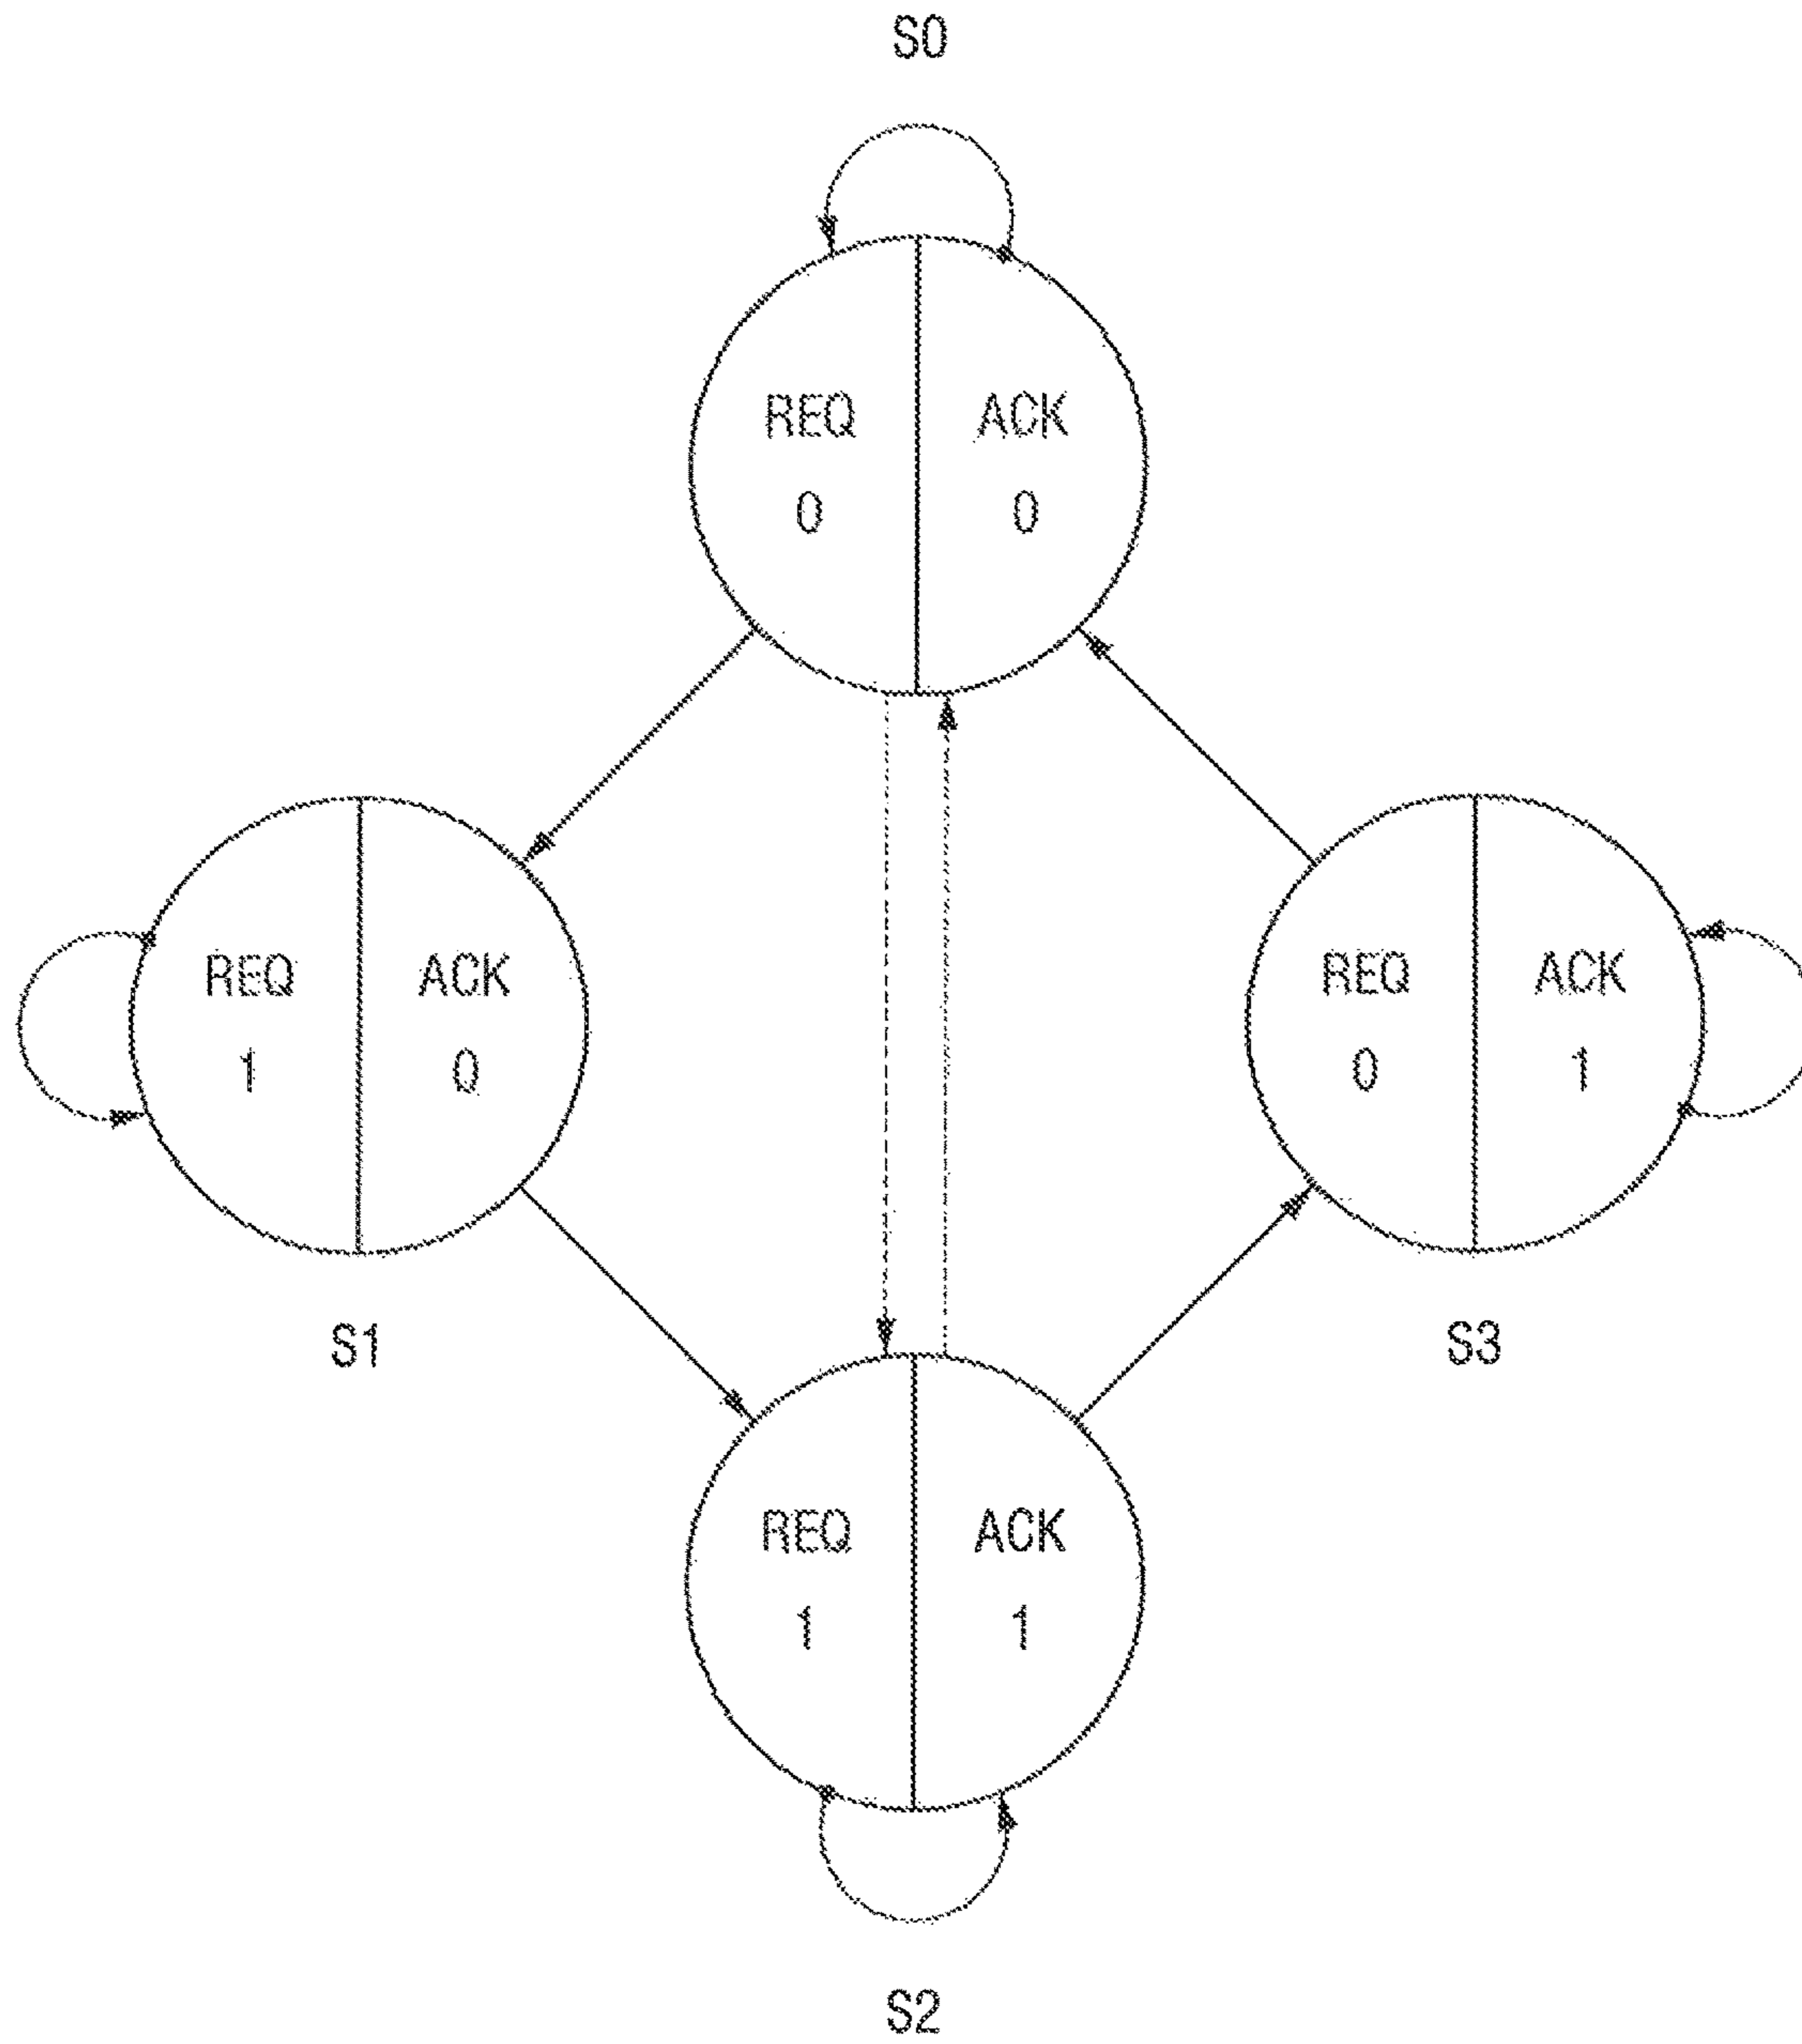 S0
REQ ACK
0 0
REQ ACK
1 0
REQ ACK
0 1
S1
S3
REQ ACK
1 1
S2